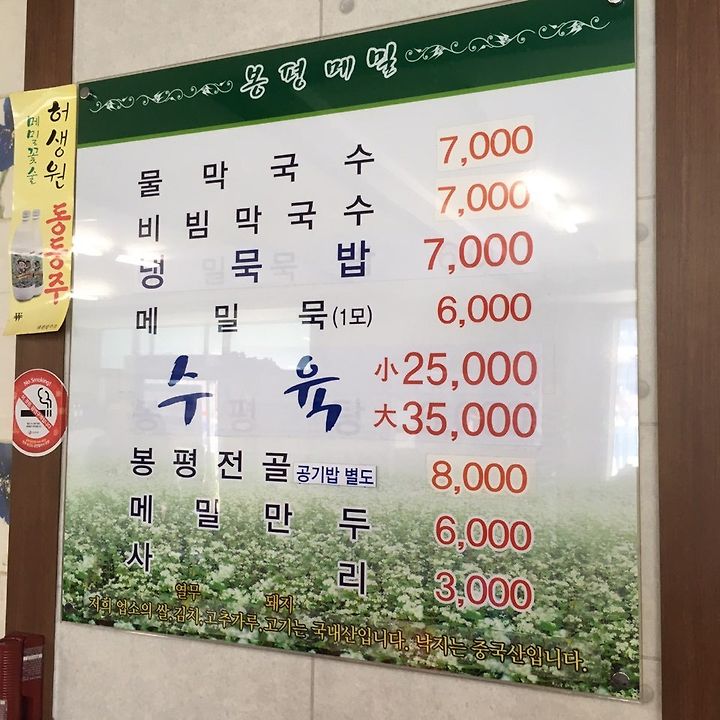 봉평메밀
물막국수 7,000
비빔막국수 7,000
냉묵밥 7,000
메밀묵(1모) 6,000
수육 小 25,000
大 35,000
봉평전골 공기밥 별도 8,000
메밀만두 6,000
사리 3,000
열무 돼지
저희 업소의 쌀, 김치, 고추가루, 고기는 국내산입니다. 낙지는 중국산입니다.
허생원
메밀꽃술
동동주
No Smoking!